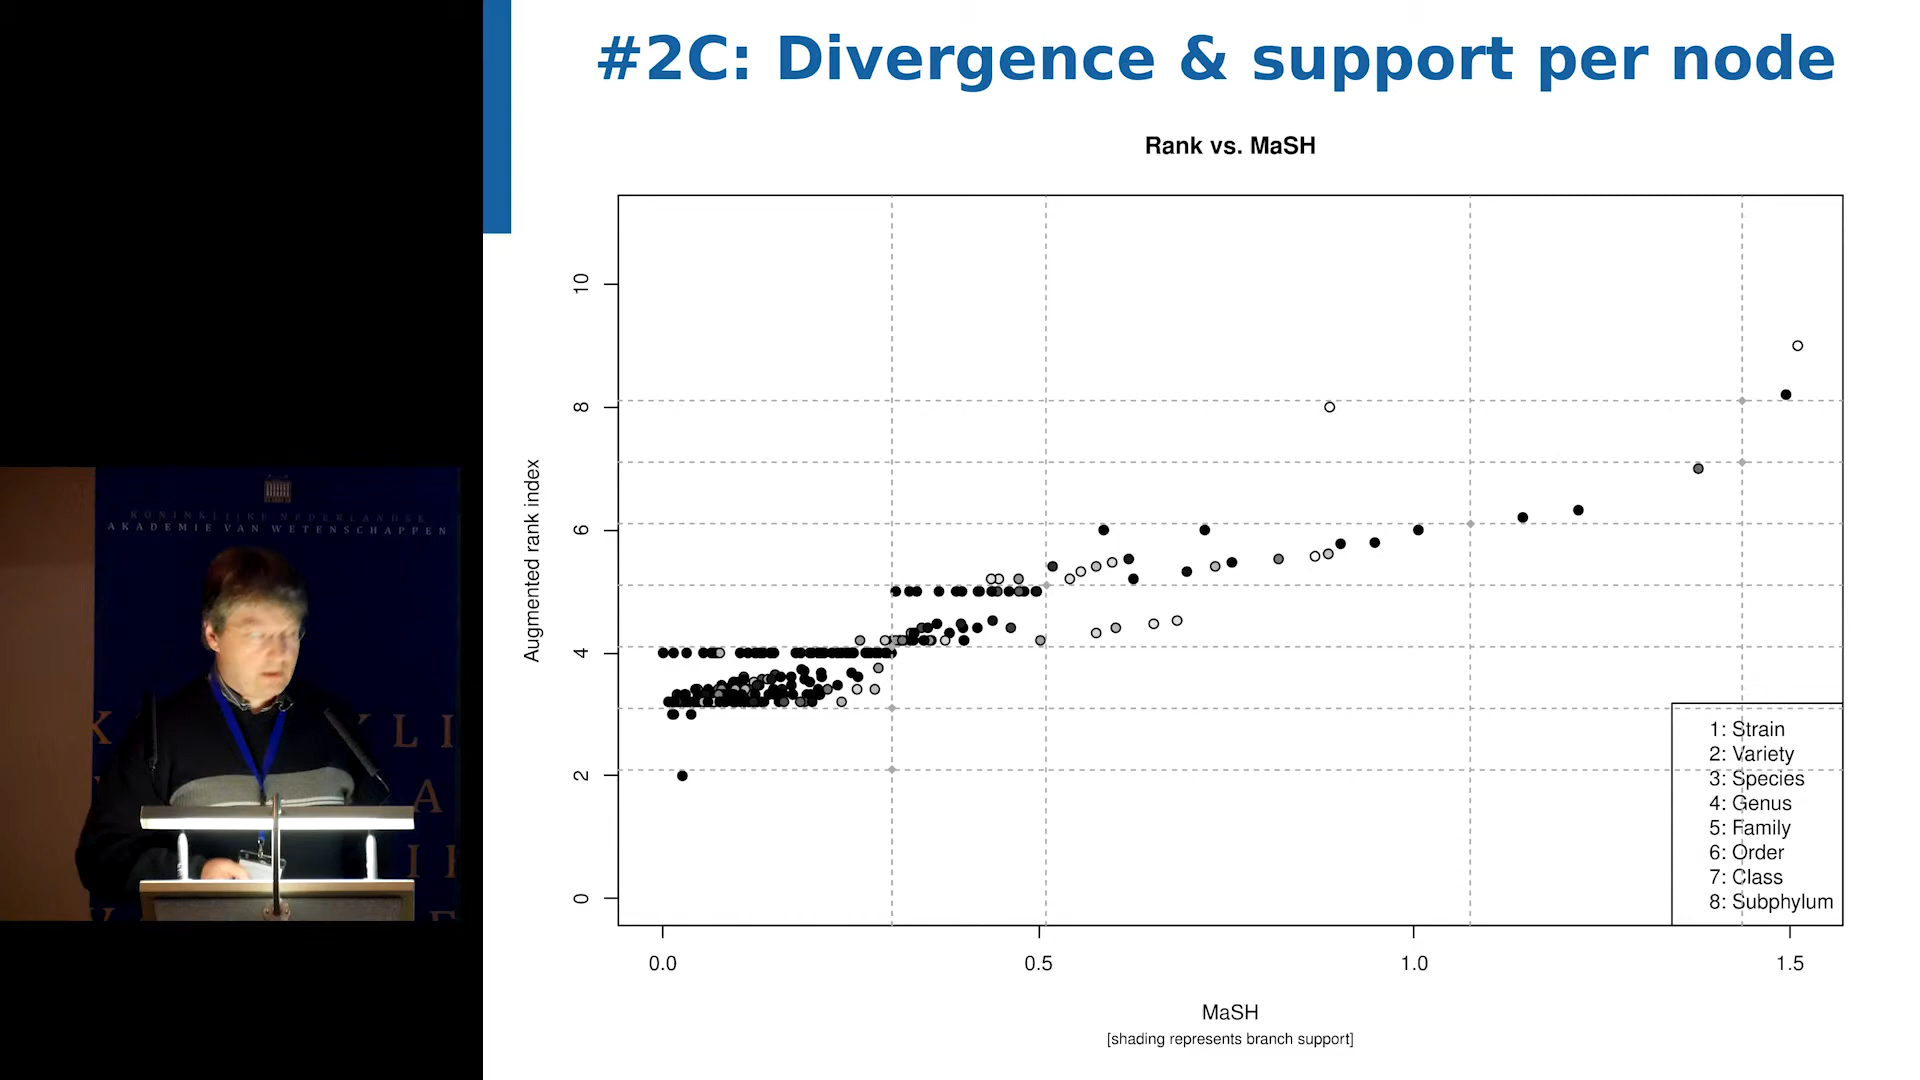 #2C: Divergence & support per node
Rank vs. MaSH
Augmented rank index
10
8
6
4
2
0
1: Strain
2: Variety
3: Species
4: Genus
5: Family
6: Order
7: Class
8: Subphylum
0.0
0.5
1.0
1.5
MaSH
[shading represents branch support]
KONINKLIJKE NEDERLANDSE
AKADEMIE VAN WETENSCHAPPEN
K
KLI
A